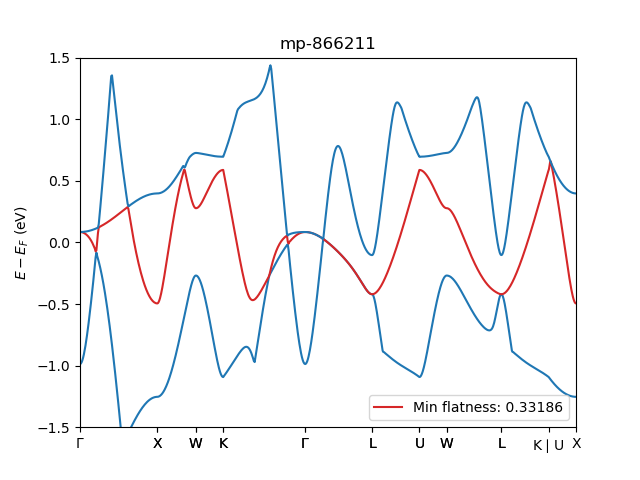 mp-866211
E − E_F (eV)
1.5
1.0
0.5
0.0
−0.5
−1.0
−1.5
Min flatness: 0.33186
Γ X W K Γ L U W L K | U X